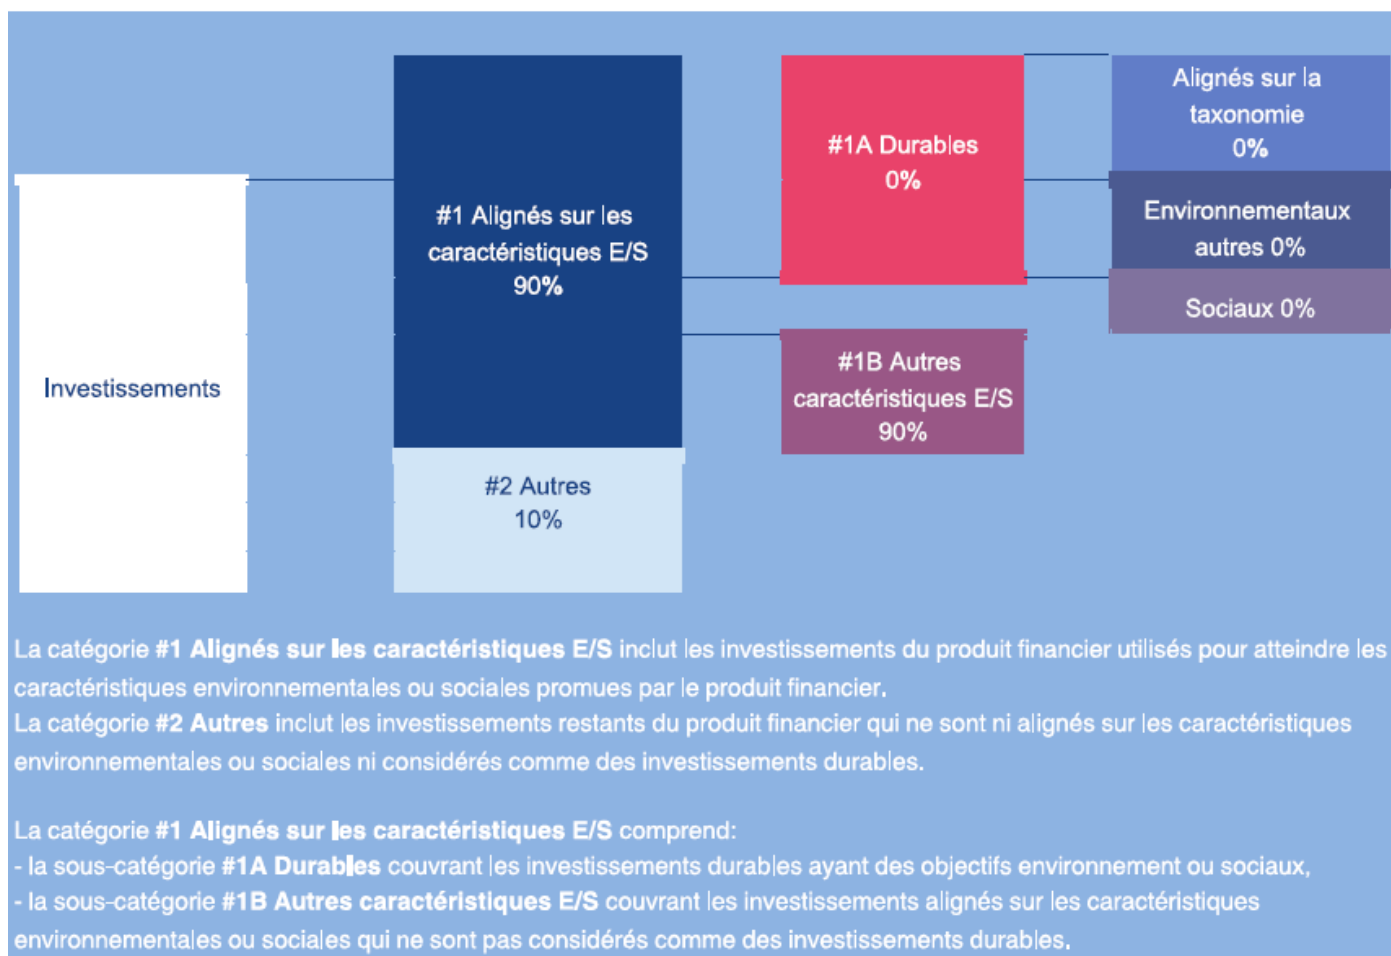 Investissements
#1 Alignés sur les
caractéristiques E/S
90%
#2 Autres
10%
#1A Durables
0%
#1B Autres
caractéristiques E/S
90%
Alignés sur la
taxonomie
0%
Environnementaux
autres 0%
Sociaux 0%
La catégorie #1 Alignés sur les caractéristiques E/S inclut les investissements du produit financier utilisés pour atteindre les
caractéristiques environnementales ou sociales promues par le produit financier.
La catégorie #2 Autres inclut les investissements restants du produit financier qui ne sont ni alignés sur les caractéristiques
environnementales ou sociales ni considérés comme des investissements durables.
La catégorie #1 Alignés sur les caractéristiques E/S comprend:
- la sous-catégorie #1A Durables couvrant les investissements durables ayant des objectifs environnement ou sociaux,
- la sous-catégorie #1B Autres caractéristiques E/S couvrant les investissements alignés sur les caractéristiques
environnementales ou sociales qui ne sont pas considérés comme des investissements durables.